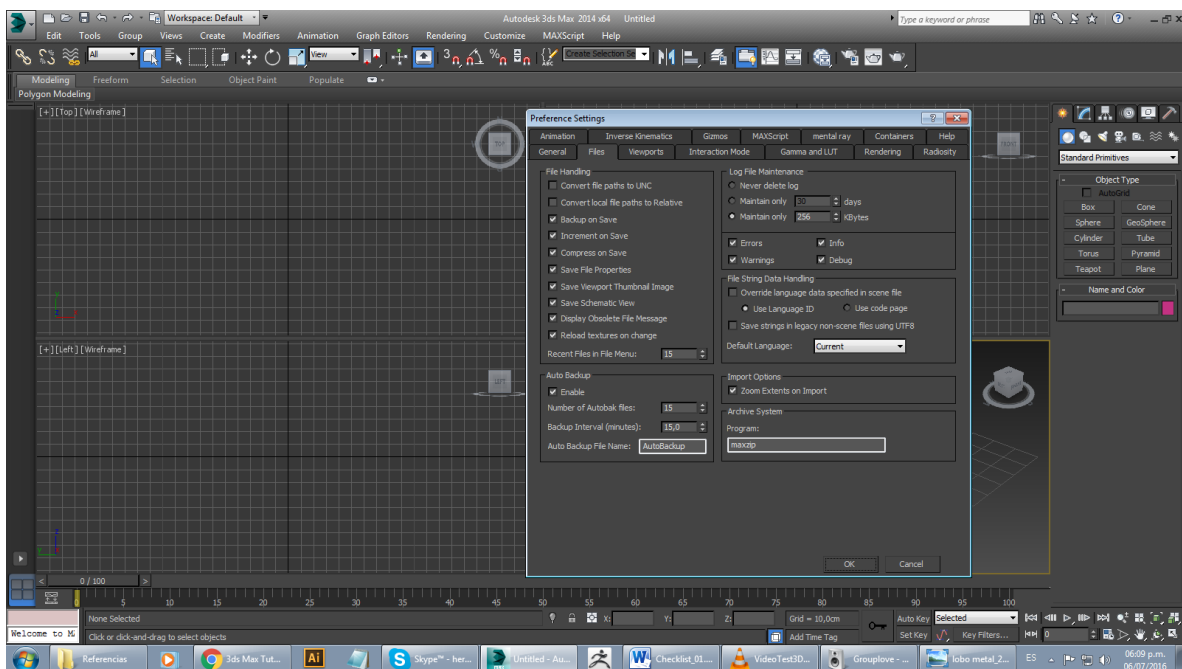 Workspace: Default
Autodesk 3ds Max 2014 x64 Untitled
Type a keyword or phrase
Edit Tools Group Views Create Modifiers Animation Graph Editors Rendering Customize MAXScript Help
All
View
Create Selection Se
Modeling Freeform Selection Object Paint Populate
Polygon Modeling
[+][Top][Wireframe]
TOP
FRONT
[+][Left][Wireframe]
LEFT
Preference Settings
Animation Inverse Kinematics Gizmos MAXScript mental ray Containers Help
General Files Viewports Interaction Mode Gamma and LUT Rendering Radiosity
File Handling
Convert file paths to UNC
Convert local file paths to Relative
Backup on Save
Increment on Save
Compress on Save
Save File Properties
Save Viewport Thumbnail Image
Save Schematic View
Display Obsolete File Message
Reload textures on change
Recent Files in File Menu: 15
Auto Backup
Enable
Number of Autobak files: 15
Backup Interval (minutes): 15,0
Auto Backup File Name: AutoBackup
Log File Maintenance
Never delete log
Maintain only 30 days
Maintain only 256 KBytes
Errors Info
Warnings Debug
File String Data Handling
Override language data specified in scene file
Use Language ID Use code page
Save strings in legacy non-scene files using UTF8
Default Language: Current
Import Options
Zoom Extents on Import
Archive System
Program:
maxzip
OK Cancel
Standard Primitives
Object Type
AutoGrid
Box Cone
Sphere GeoSphere
Cylinder Tube
Torus Pyramid
Teapot Plane
Name and Color
0 / 100
5 10 15 20 25 30 35 40 45 50 55 60 65 70 75 80 85 90 95 100
None Selected
X: Y: Z:
Grid = 10,0cm
Auto Key Selected
Welcome to M
Click or click-and-drag to select objects
Add Time Tag
Set Key Key Filters...
0
Referencias
3ds Max Tut...
Ai
Skype™ - her...
Untitled - Au...
Checklist_01....
VideoTest3D...
Grouplove - ...
lobo metal_2...
ES
06:09 p.m.
06/07/2016